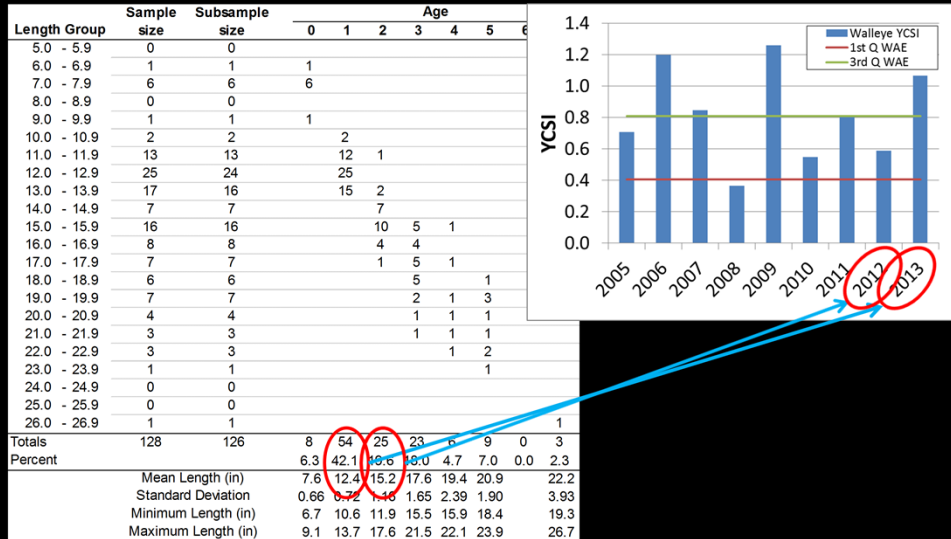 Sample Subsample Age
Length Group size size 0 1 2 3 4 5 6
5.0 - 5.9 0 0
6.0 - 6.9 1 1 1
7.0 - 7.9 6 6 6
8.0 - 8.9 0 0
9.0 - 9.9 1 1 1
10.0 - 10.9 2 2 2
11.0 - 11.9 13 13 12 1
12.0 - 12.9 25 24 25
13.0 - 13.9 17 16 15 2
14.0 - 14.9 7 7 7
15.0 - 15.9 16 16 10 5 1
16.0 - 16.9 8 8 4 4
17.0 - 17.9 7 7 1 5 1
18.0 - 18.9 6 6 5 1
19.0 - 19.9 7 7 2 1 3
20.0 - 20.9 4 4 1 1 1
21.0 - 21.9 3 3 1 1 1
22.0 - 22.9 3 3 1 2
23.0 - 23.9 1 1 1
24.0 - 24.9 0 0
25.0 - 25.9 0 0
26.0 - 26.9 1 1 1
Totals 128 126 8 54 25 23 6 9 0 3
Percent 6.3 42.1 4.7 7.0 0.0 2.3
Mean Length (in) 7.6 12.4 15.2 17.6 19.4 20.9 22.2
Standard Deviation 0.66 0.72 1.65 2.39 1.90 3.93
Minimum Length (in) 6.7 10.6 11.9 15.5 15.9 18.4 19.3
Maximum Length (in) 9.1 13.7 17.6 21.5 22.1 23.9 26.7
YCSI
1.4
1.2
1.0
0.8
0.6
0.4
0.2
0.0
Walleye YCSI
1st Q WAE
3rd Q WAE
2005 2006 2007 2008 2009 2010 2011 2012 2013